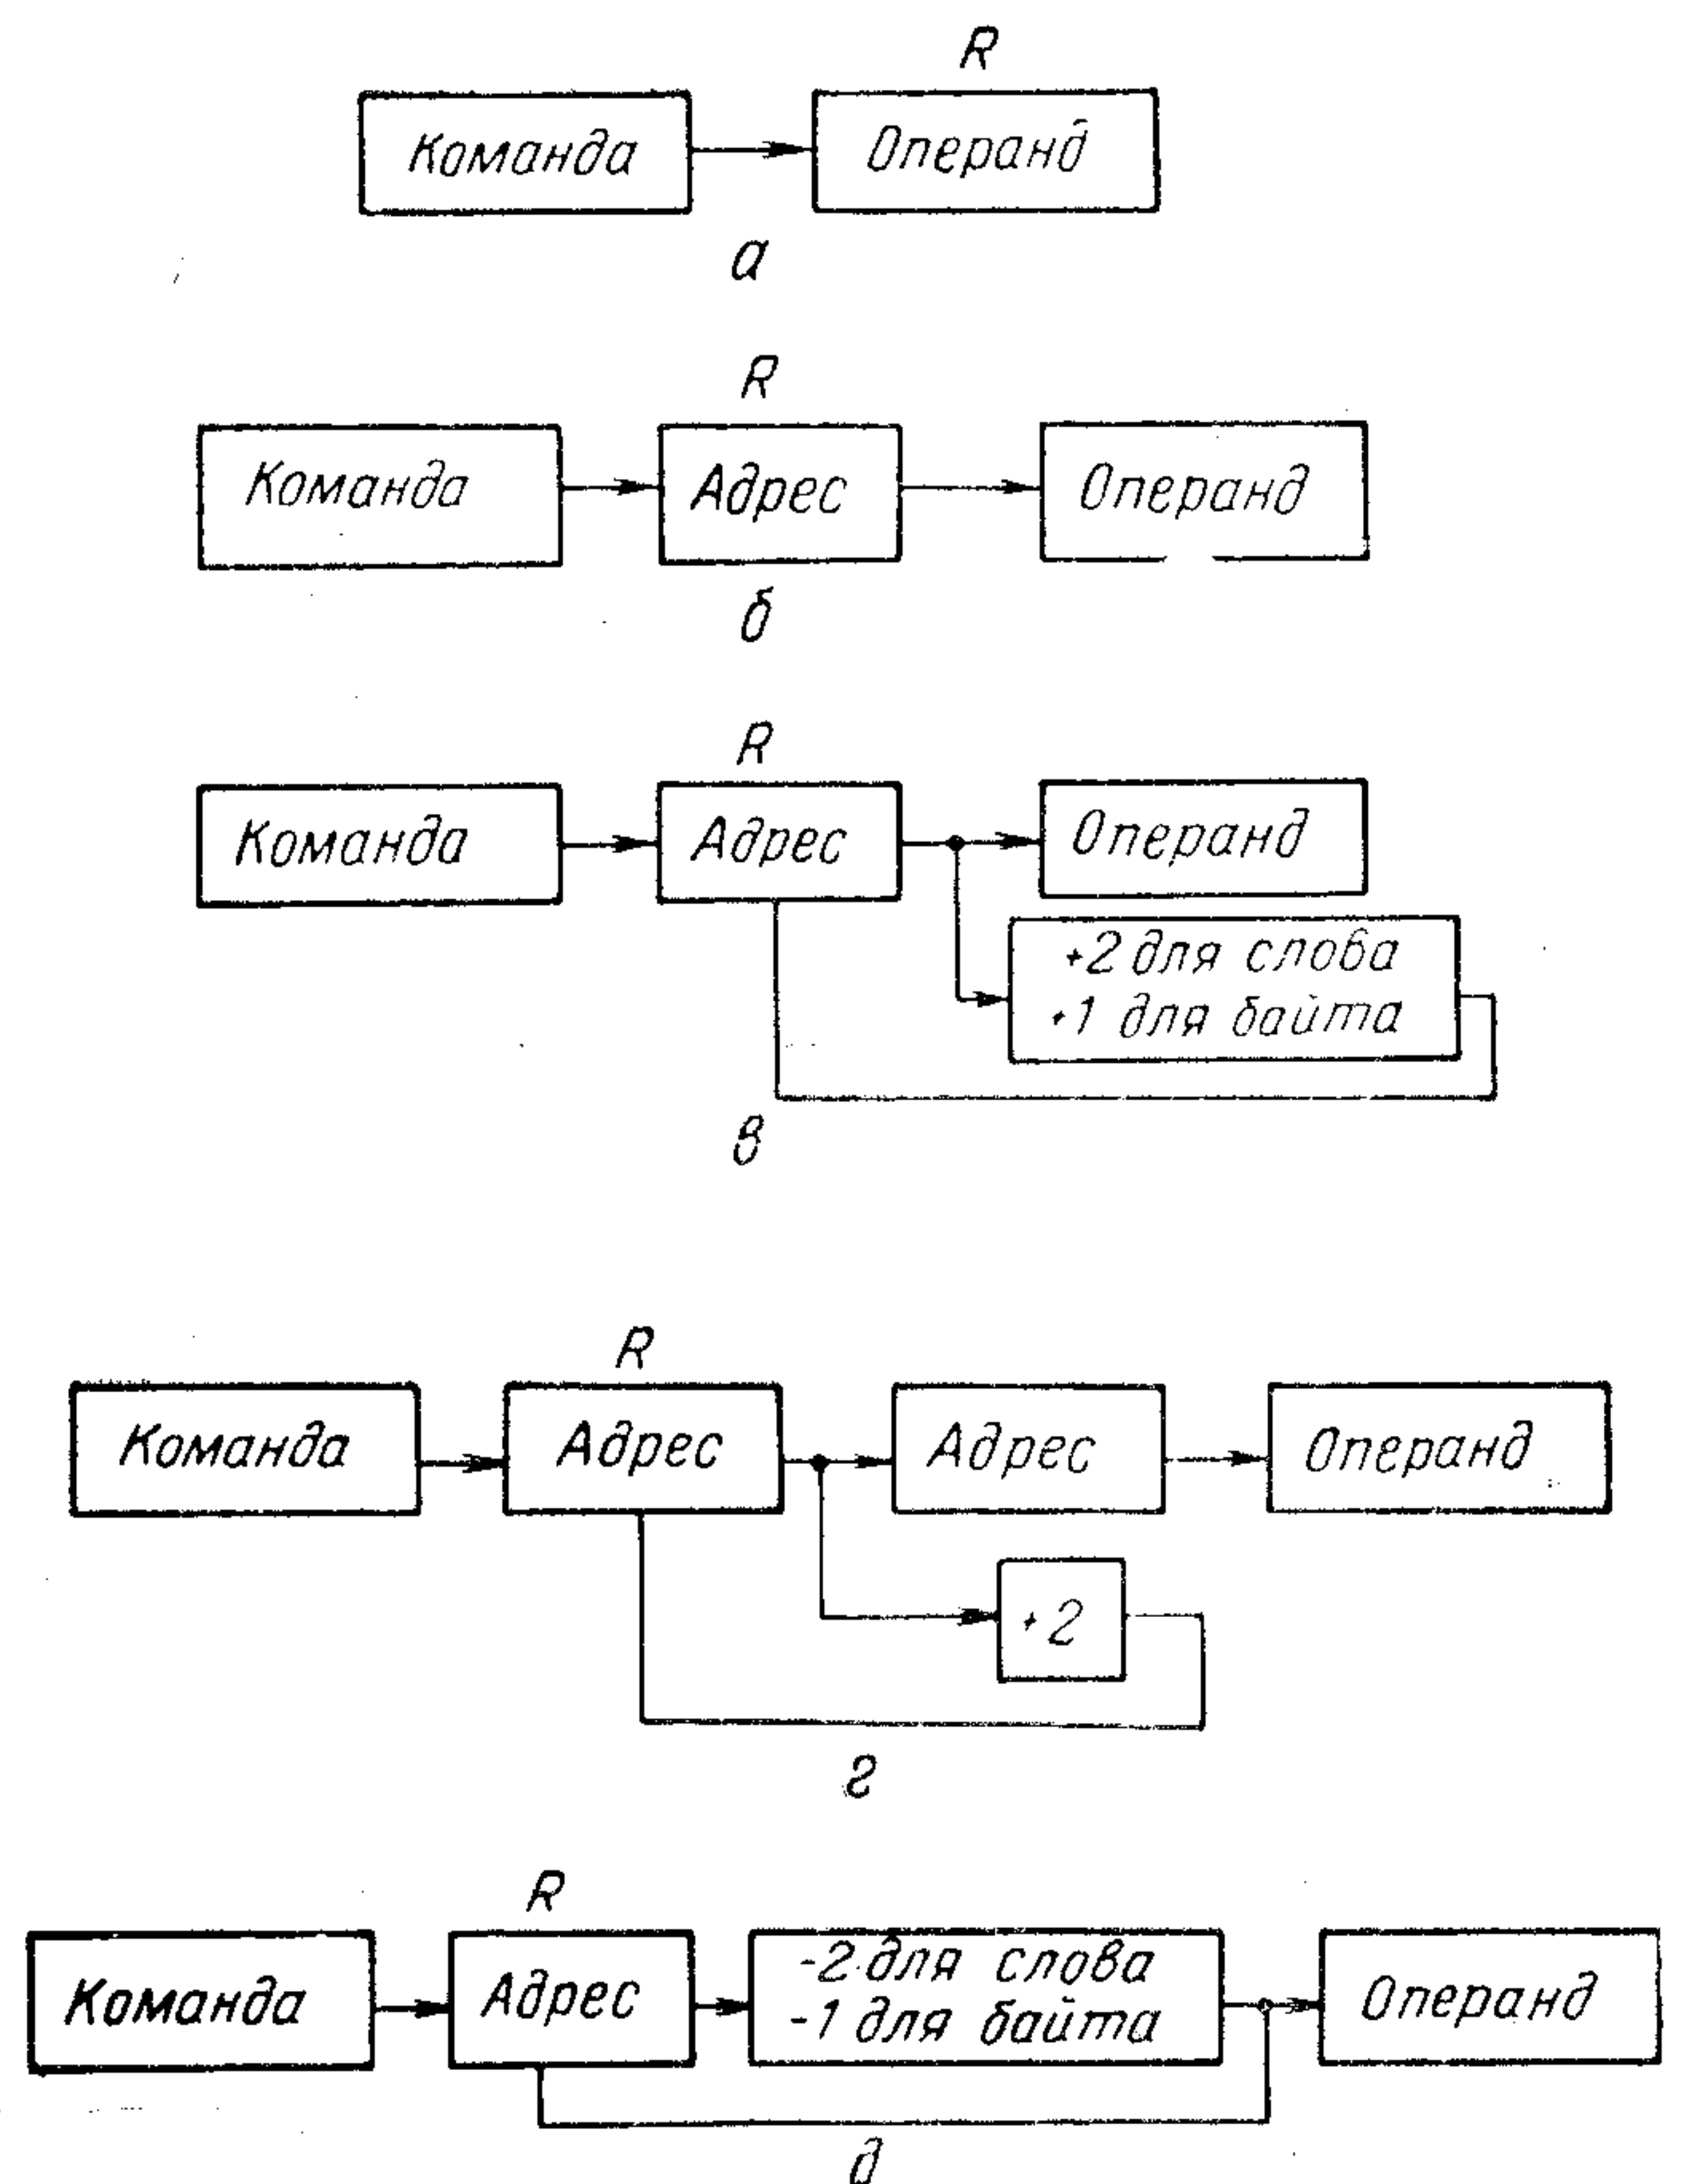 R
Команда
Операнд
а
R
Команда
Адрес
Операнд
б
R
Команда
Адрес
Операнд
+2 для слова
+1 для байта
в
R
Команда
Адрес
Адрес
Операнд
+2
г
R
Команда
Адрес
-2 для слова
-1 для байта
Операнд
д